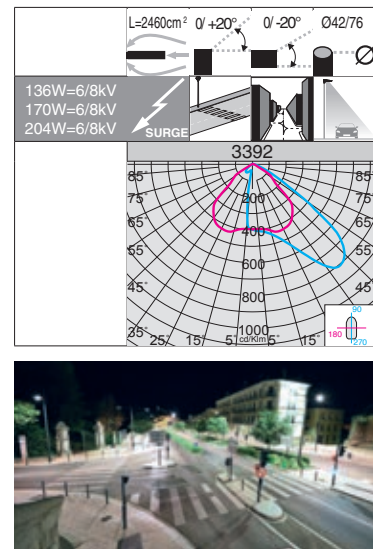 L=2460cm² 0/ +20° 0/ -20° Ø42/76
Ø
136W=6/8kV
170W=6/8kV
204W=6/8kV
SURGE
3392
85° 85°
75° 200 75°
65° 65°
400
55° 600 55°
45° 800 45°
90
180
270
35° 25° 15° 5° 1000 5° 15°
cd/Klm